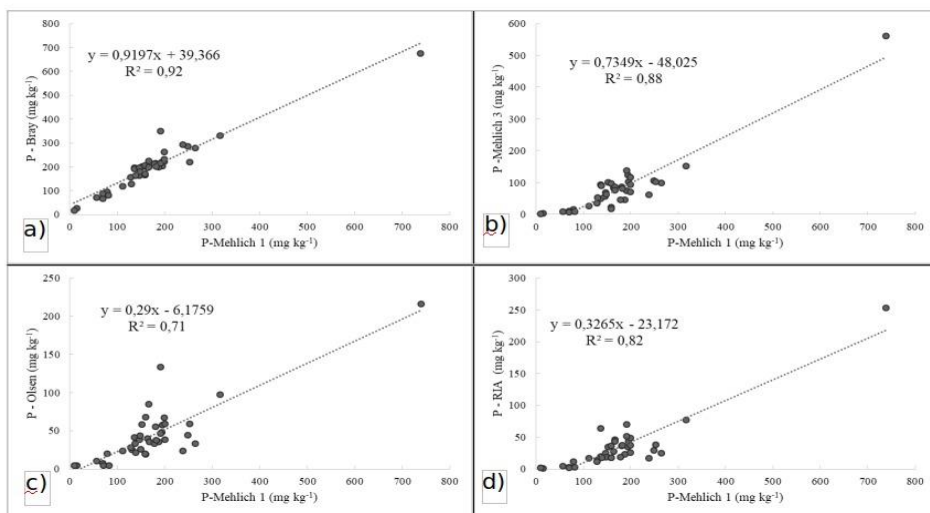 800
700
600
500
400
300
200
100
0
P - Bray (mg kg⁻¹)
y = 0,9197x + 39,366
R² = 0,92
0 100 200 300 400 500 600 700 800
P-Mehlich 1 (mg kg⁻¹)
a)
600
500
400
300
200
100
0
P -Mehlich 3 (mg kg⁻¹)
y = 0,7349x - 48,025
R² = 0,88
0 100 200 300 400 500 600 700 800
P-Mehlich 1 (mg kg⁻¹)
b)
250
200
150
100
50
0
P - Olsen (mg kg⁻¹)
y = 0,29x - 6,1759
R² = 0,71
0 100 200 300 400 500 600 700 800
P-Mehlich 1 (mg kg⁻¹)
c)
300
250
200
150
100
50
0
P - RIA (mg kg⁻¹)
y = 0,3265x - 23,172
R² = 0,82
0 100 200 300 400 500 600 700 800
P-Mehlich 1 (mg kg⁻¹)
d)